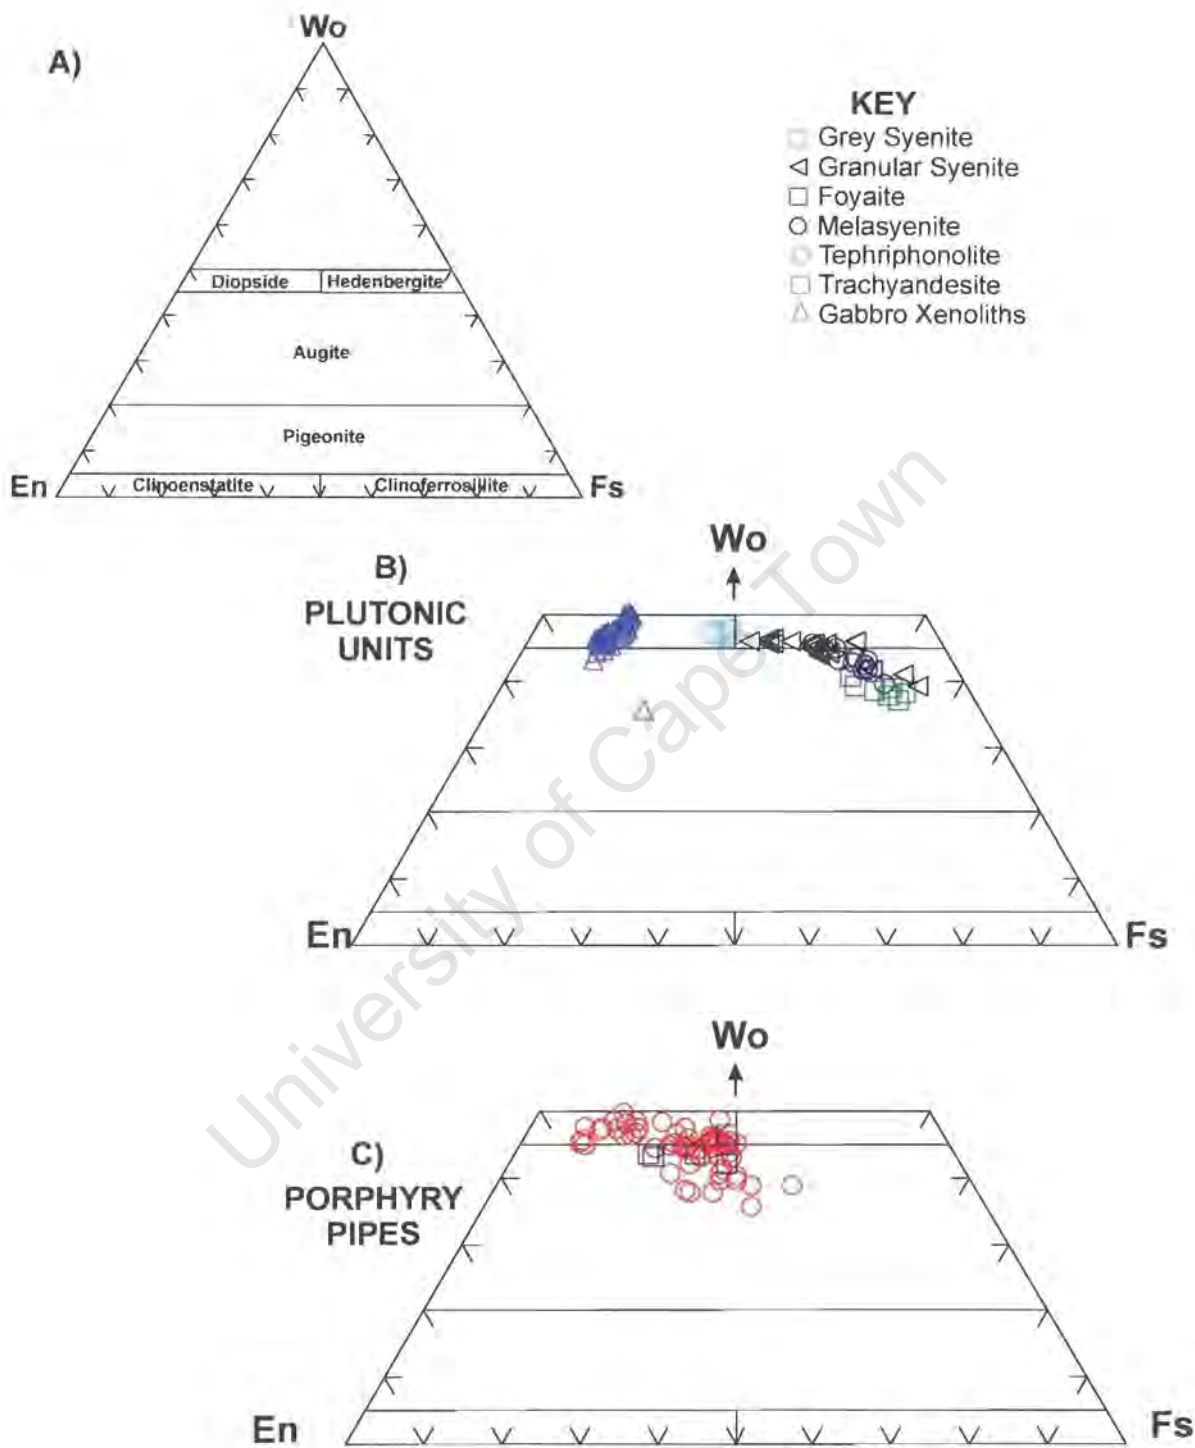 Wo
A)
KEY
Grey Syenite
Granular Syenite
Foyaite
Melasyenite
Tephriphonolite
Trachyandesite
Gabbro Xenoliths
Diopside
Hedenbergite
Augite
Pigeonite
En
Clinoenstatite
Clinoferrosillite
Fs
Wo
B)
PLUTONIC
UNITS
En
Fs
Wo
C)
PORPHYRY
PIPES
En
Fs
University of Cape Town